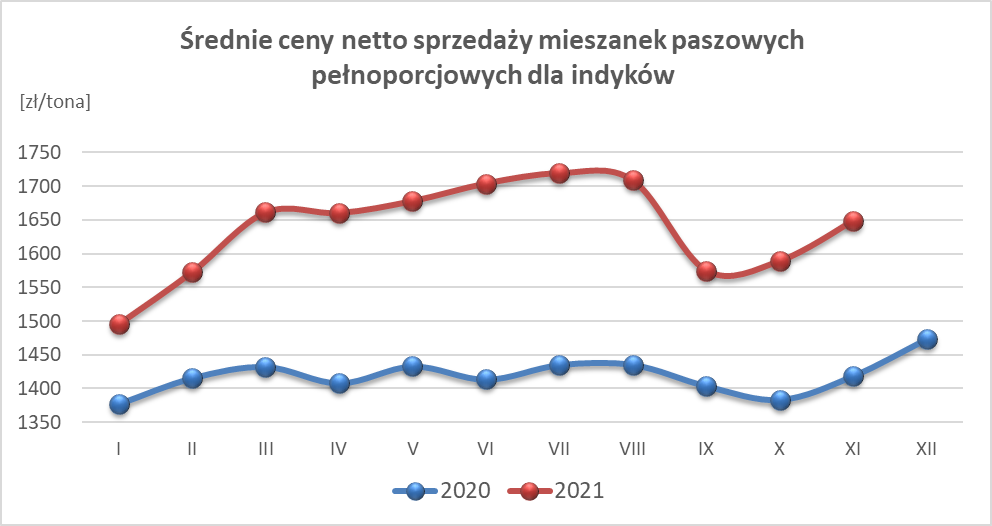 Średnie ceny netto sprzedaży mieszanek paszowych
pełnoporcjowych dla indyków
[zł/tona]
1750
1700
1650
1600
1550
1500
1450
1400
1350
I II III IV V VI VII VIII IX X XI XII
2020 2021